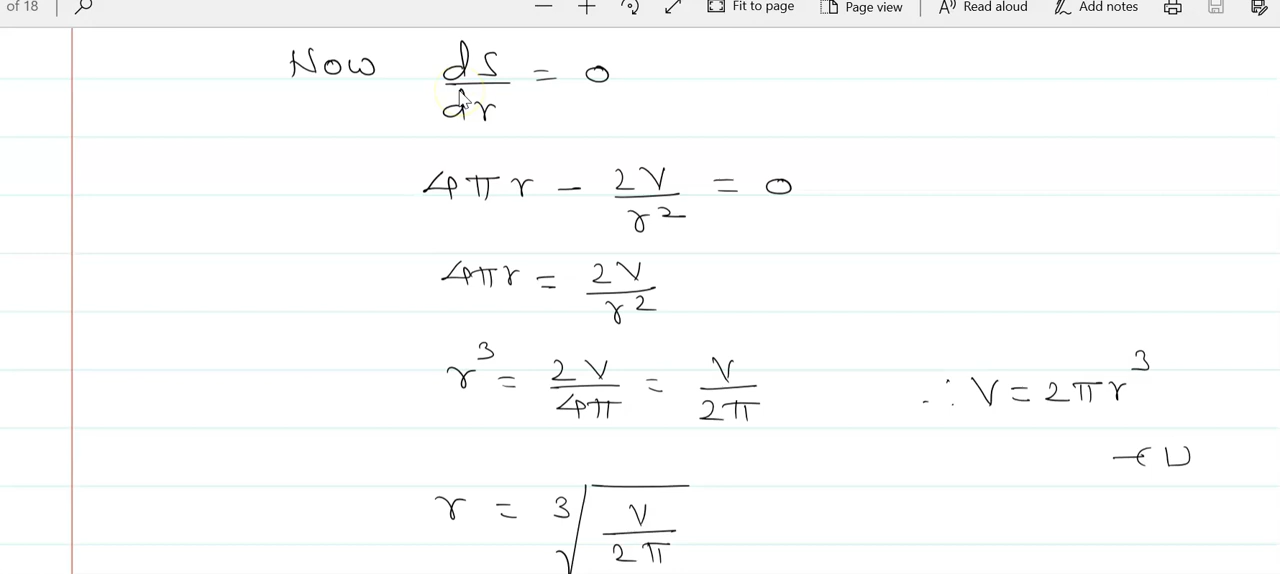 of 18 Fit to page Page view Read aloud Add notes
Now ds/dr = 0
4πr - 2V/r² = 0
4πr = 2V/r²
r³ = 2V/4π = V/2π ∴ V = 2πr³
r = ³√(V/2π)